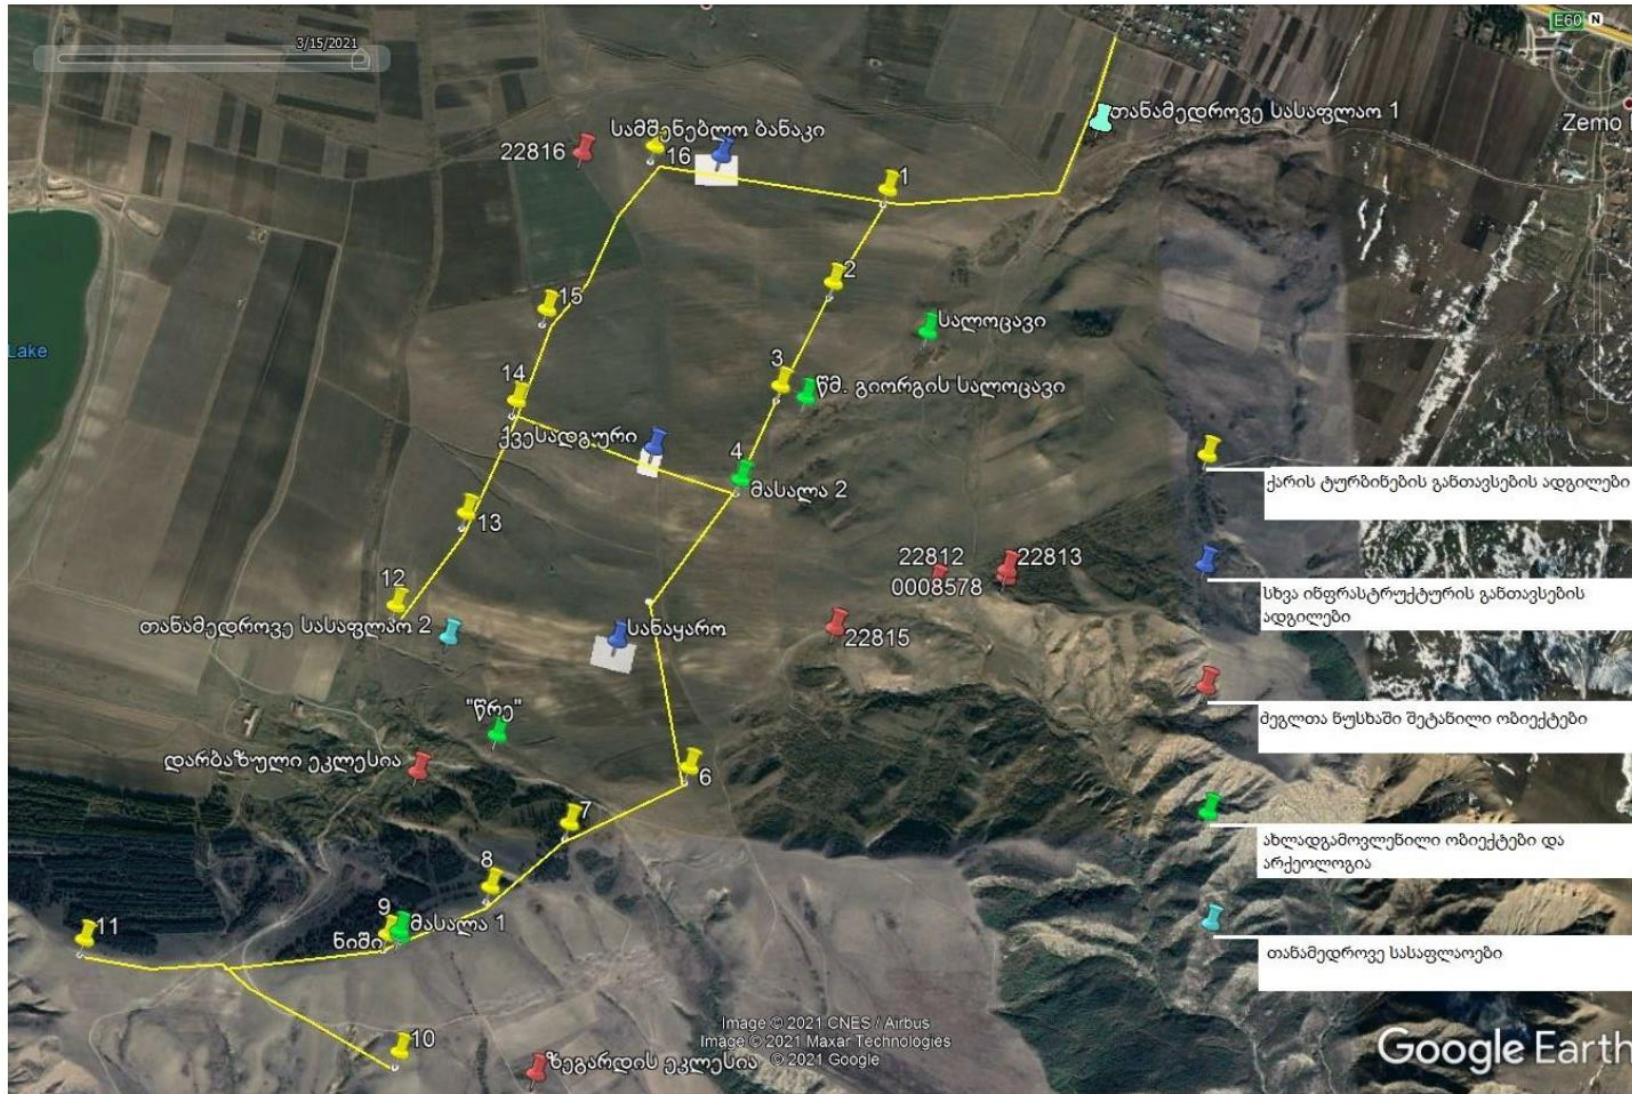 3/15/2021
E60
N
თანამედროვე სასაფლაო 1
Zemo
სამშენებლო ბანაკი
22816
16
1
2
15
სალოცავი
Lake
3
14
წმ. გიორგის სალოცავი
ქვესადგური
4
მასალა 2
13
22812
22813
0008578
12
თანამედროვე სასაფლაო 2
სანაყარო
22815
"წრე"
დარბაზული ეკლესია
6
7
8
9
მასალა 1
ნიში
11
10
ზეგარდის ეკლესია
ქარის ტურბინების განთავსების ადგილები
სხვა ინფრასტრუქტურის განთავსების
ადგილები
ძეგლთა ნუსხაში შეტანილი ობიექტები
ახლადგამოვლენილი ობიექტები და
არქეოლოგია
თანამედროვე სასაფლაოები
Image © 2021 CNES / Airbus
Image © 2021 Maxar Technologies
© 2021 Google
Google Earth